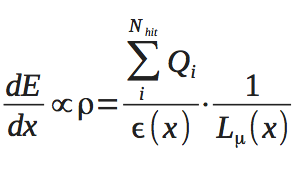 dE/dx ∝ ρ = (∑_i^{N_hit} Q_i)/(ϵ(x)) · 1/(L_μ(x))